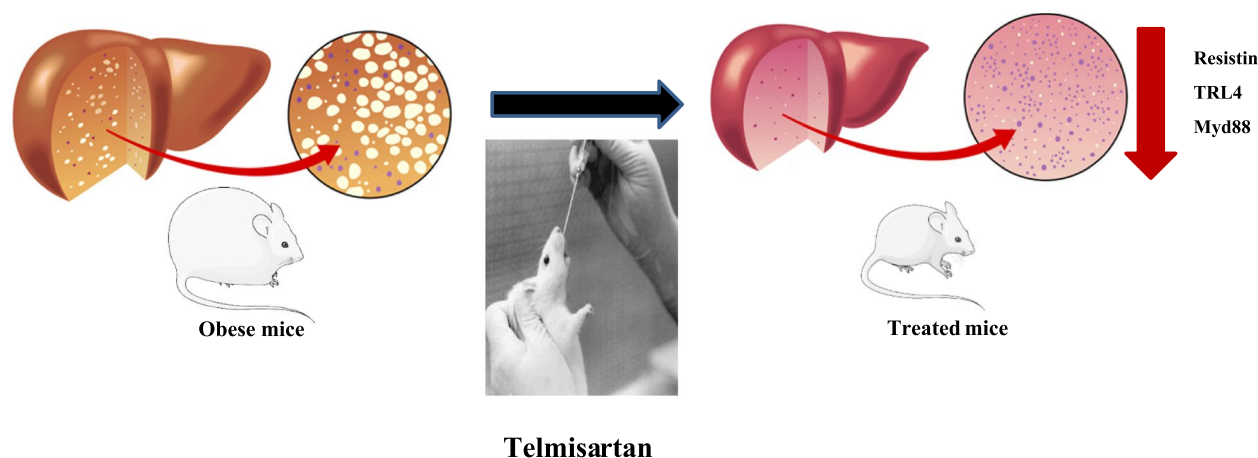 Resistin
TRL4
Myd88
Obese mice
Treated mice
Telmisartan